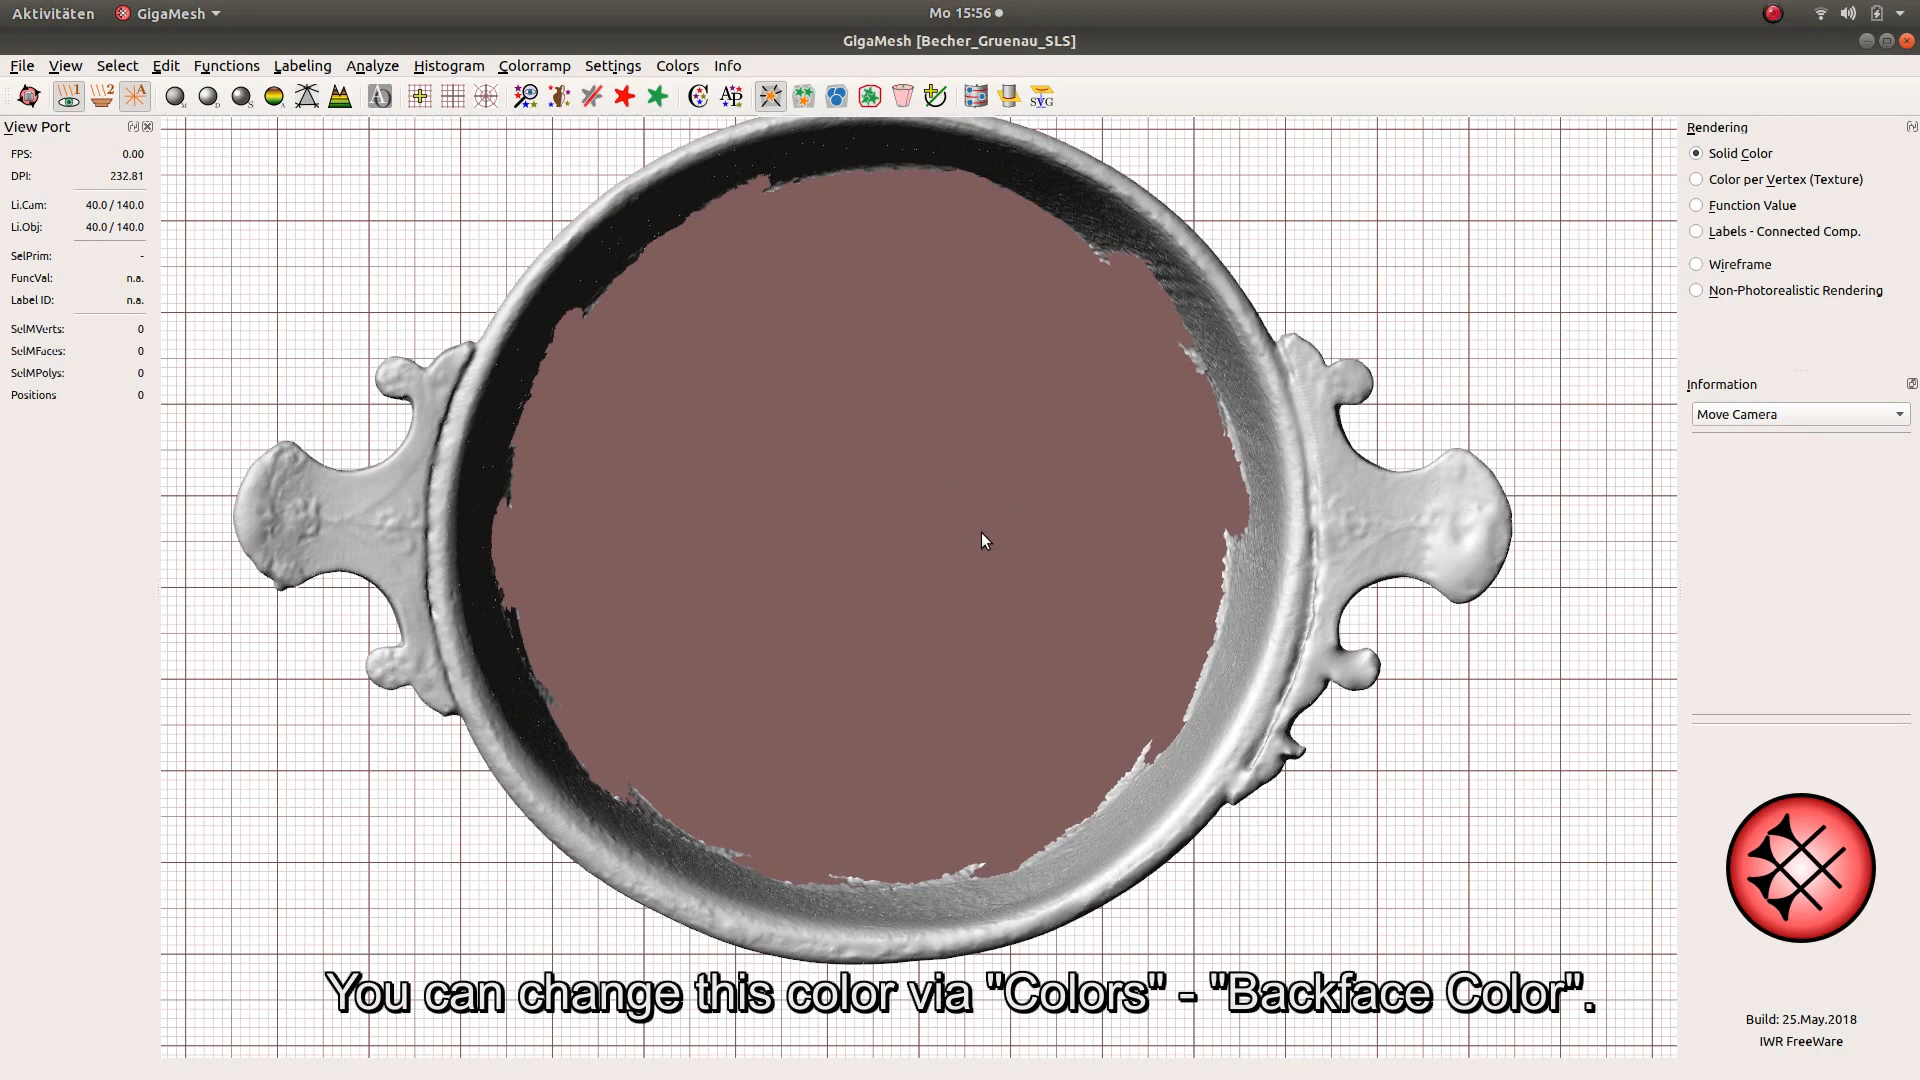 Aktivitäten
GigaMesh
Mo 15:56
GigaMesh [Becher_Gruenau_SLS]
File View Select Edit Functions Labeling Analyze Histogram Colorramp Settings Colors Info
1 2 A M D S A A C AP SVG
View Port
FPS: 0.00
DPI: 232.81
Li.Cam: 40.0 / 140.0
Li.Obj: 40.0 / 140.0
SelPrim: -
FuncVal: n.a.
Label ID: n.a.
SelMVerts: 0
SelMFaces: 0
SelMPolys: 0
Positions 0
Rendering
Solid Color
Color per Vertex (Texture)
Function Value
Labels - Connected Comp.
Wireframe
Non-Photorealistic Rendering
Information
Move Camera
You can change this color via "Colors" - "Backface Color".
Build: 25.May.2018
IWR FreeWare